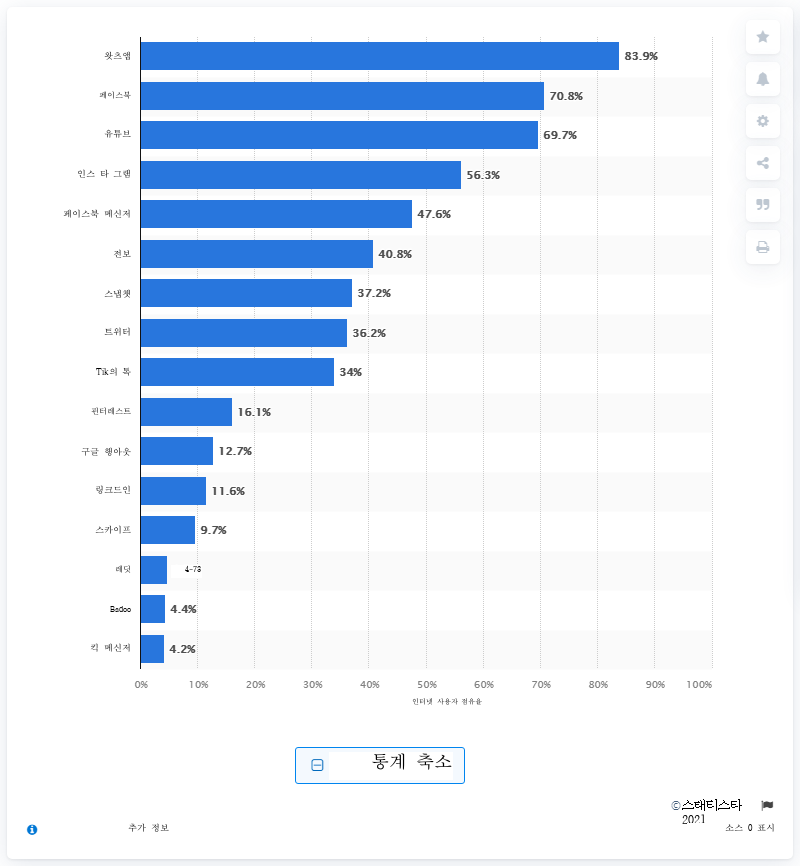 왓츠앱 83.9%
페이스북 70.8%
유튜브 69.7%
인스 타 그램 56.3%
페이스북 메신저 47.6%
전보 40.8%
스냅챗 37.2%
트위터 36.2%
Tik의 톡 34%
핀터레스트 16.1%
구글 행아웃 12.7%
링크드인 11.6%
스카이프 9.7%
레딧 4-73
Badoo 4.4%
킥 메신저 4.2%
0% 10% 20% 30% 40% 50% 60% 70% 80% 90% 100%
인터넷 사용자 점유율
통계 축소
©스태티스타
2021
추가 정보 소스 0 표시